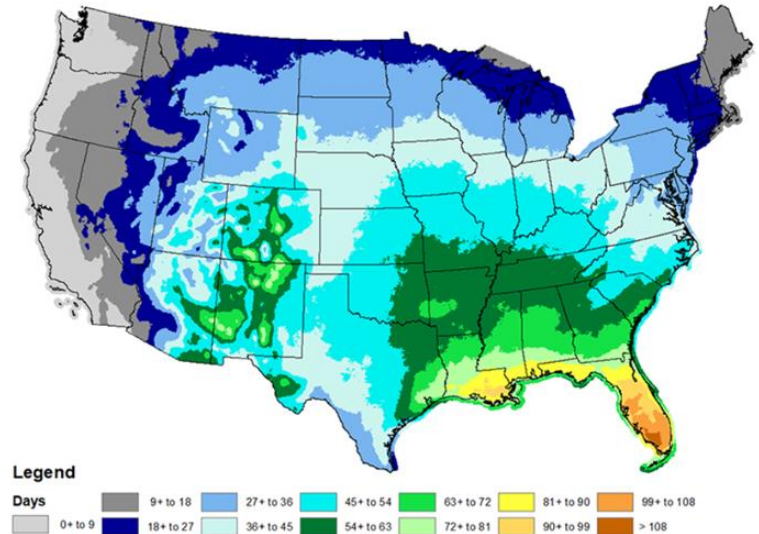 Legend
Days 9+ to 18 27+ to 36 45+ to 54 63+ to 72 81+ to 90 99+ to 108
0+ to 9 18+ to 27 36+ to 45 54+ to 63 72+ to 81 90+ to 99 > 108